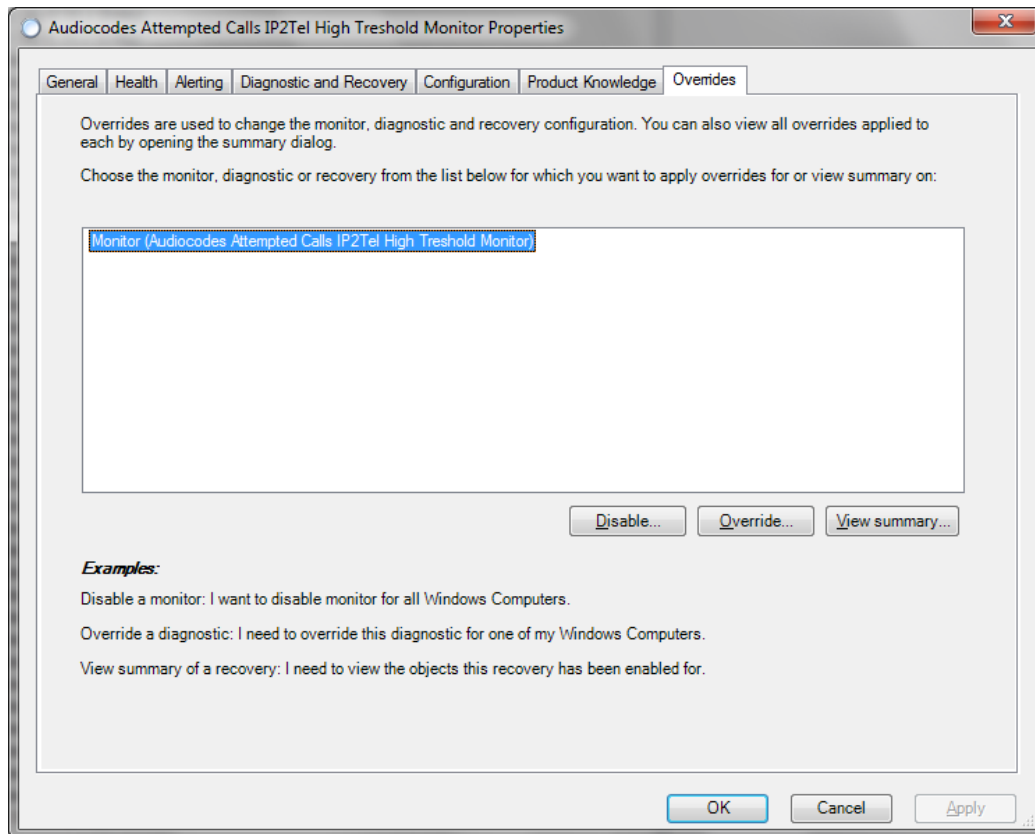 Audiocodes Attempted Calls IP2Tel High Treshold Monitor Properties
General Health Alerting Diagnostic and Recovery Configuration Product Knowledge Overrides
Overrides are used to change the monitor, diagnostic and recovery configuration. You can also view all overrides applied to
each by opening the summary dialog.
Choose the monitor, diagnostic or recovery from the list below for which you want to apply overrides for or view summary on:
Monitor (Audiocodes Attempted Calls IP2Tel High Treshold Monitor)
Disable... Override... View summary...
Examples:
Disable a monitor: I want to disable monitor for all Windows Computers.
Override a diagnostic: I need to override this diagnostic for one of my Windows Computers.
View summary of a recovery: I need to view the objects this recovery has been enabled for.
OK Cancel Apply